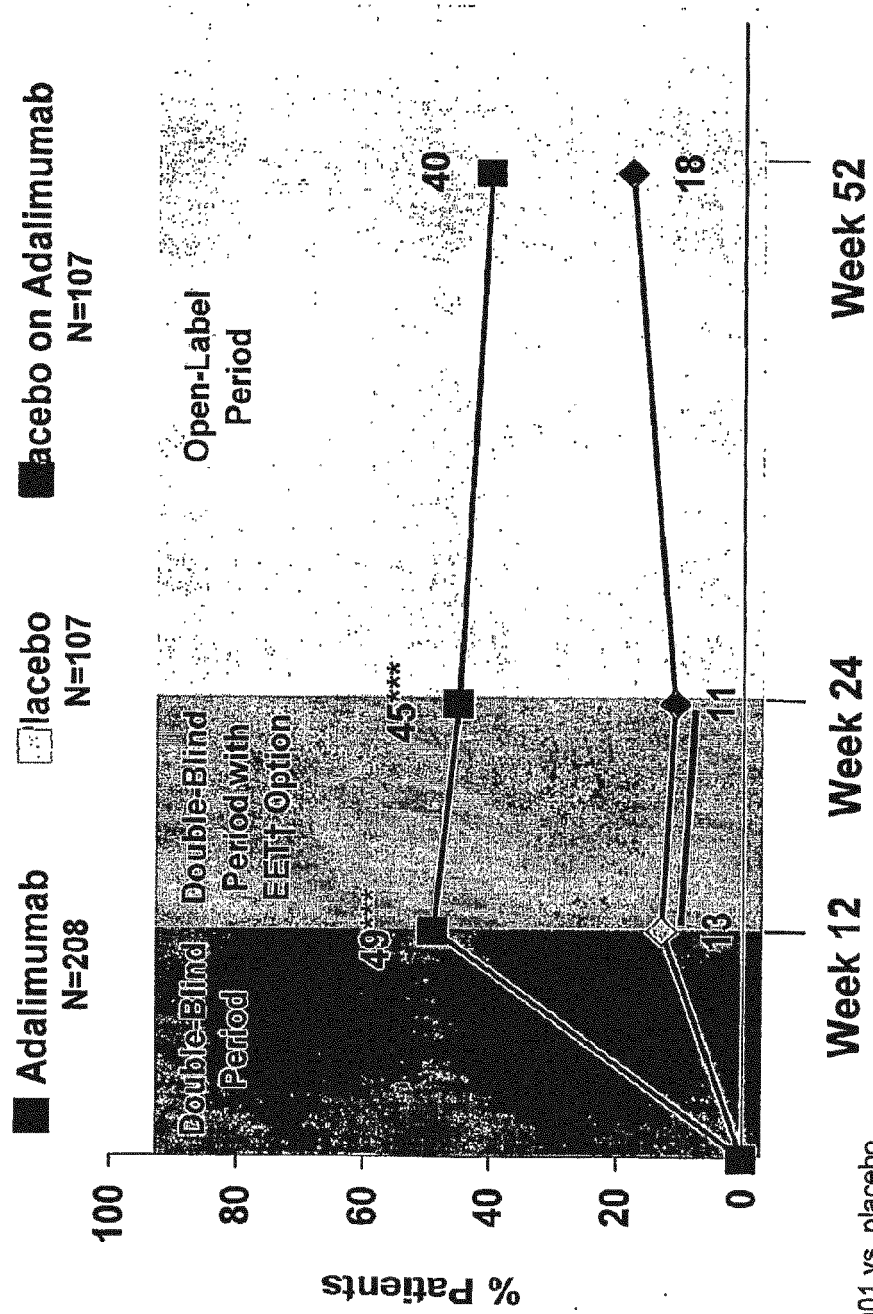 Adalimumab
N=208
lacebo
N=107
acebo on Adalimumab
N=107
% Patients
100
80
60
40
20
0
Double-Blind
Period
Double-Blind
Period with
EET† Option
Open-Label
Period
49***
45***
40
13
11
18
Week 12
Week 24
Week 52
01 vs. placebo